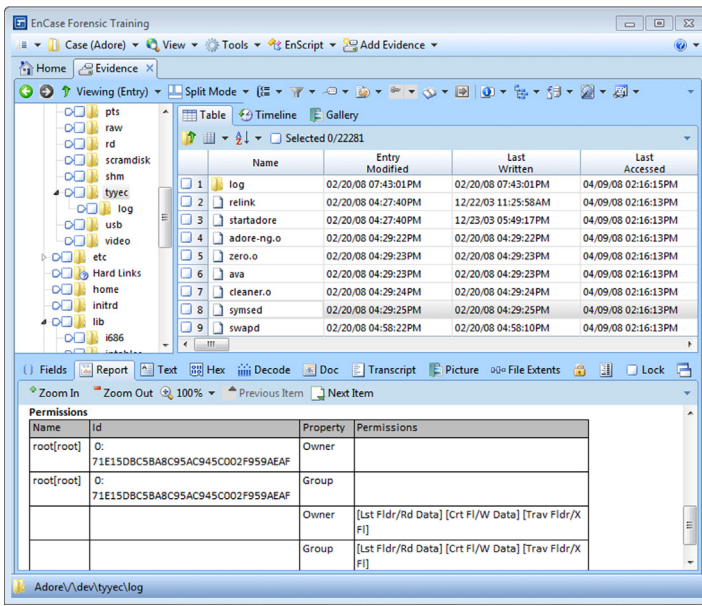 EnCase Forensic Training
Case (Adore) View Tools EnScript Add Evidence
Home Evidence
Viewing (Entry) Split Mode
pts
raw
rd
scramdisk
shm
tyyec
log
usb
video
etc
Hard Links
home
initrd
lib
i686
Table Timeline Gallery
Selected 0/22281
Name Entry Modified Last Written Last Accessed
1 log 02/20/08 07:43:01PM 02/20/08 07:43:01PM 04/09/08 02:16:15PM
2 relink 02/20/08 04:27:40PM 12/22/03 11:25:58AM 04/09/08 02:16:13PM
3 startadore 02/20/08 04:27:40PM 12/23/03 05:49:17PM 04/09/08 02:16:13PM
4 adore-ng.o 02/20/08 04:29:22PM 02/20/08 04:29:22PM 04/09/08 02:16:13PM
5 zero.o 02/20/08 04:29:23PM 02/20/08 04:29:23PM 04/09/08 02:16:13PM
6 ava 02/20/08 04:29:23PM 02/20/08 04:29:23PM 04/09/08 02:16:13PM
7 cleaner.o 02/20/08 04:29:24PM 02/20/08 04:29:24PM 04/09/08 02:16:13PM
8 symsed 02/20/08 04:29:25PM 02/20/08 04:29:25PM 04/09/08 02:16:13PM
9 swapd 02/20/08 04:58:22PM 02/20/08 04:58:10PM 04/09/08 02:16:13PM
Fields Report Text Hex Decode Doc Transcript Picture File Extents Lock
Zoom In Zoom Out 100% Previous Item Next Item
Permissions
Name Id Property Permissions
root[root] 0: Owner
71E15DBC5BA8C95AC945C002F959AEAF
root[root] 0: Group
71E15DBC5BA8C95AC945C002F959AEAF
Owner [Lst Fldr/Rd Data] [Crt Fl/W Data] [Trav Fldr/X
Fl]
Group [Lst Fldr/Rd Data] [Crt Fl/W Data] [Trav Fldr/X
Fl]
Adore\/\dev\tyyec\log